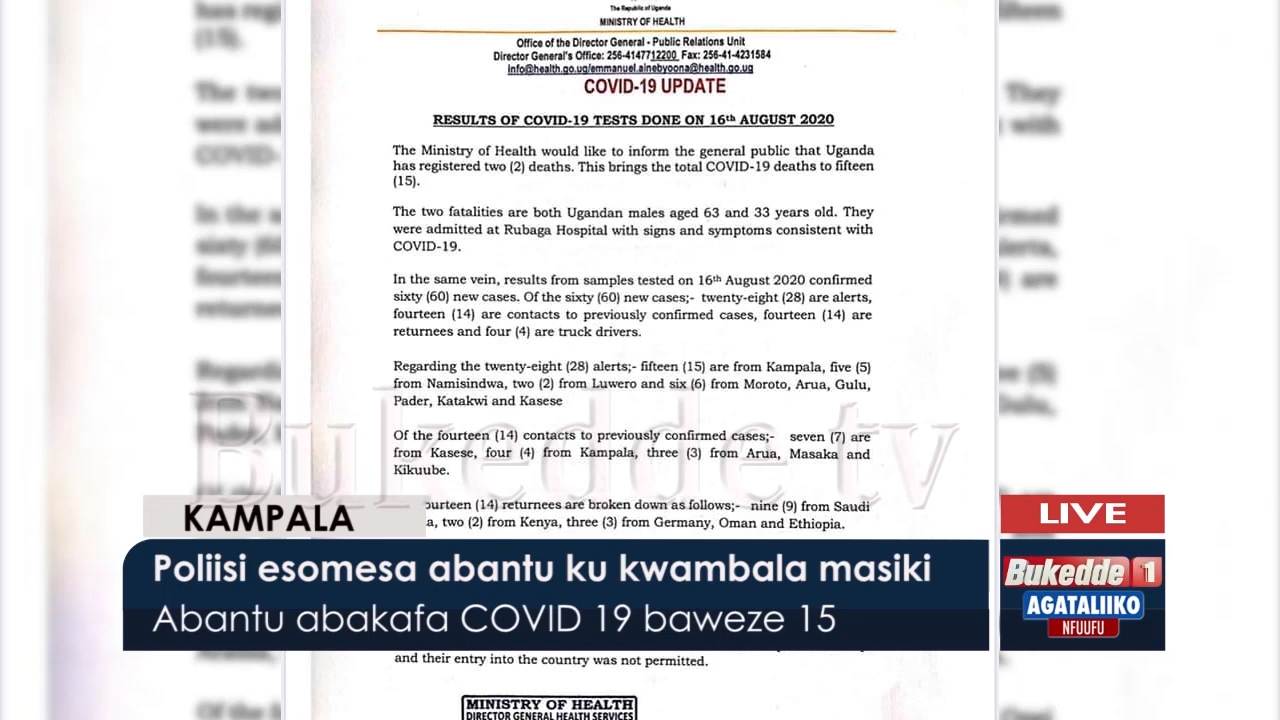 The Republic of Uganda
MINISTRY OF HEALTH
Office of the Director General - Public Relations Unit
Director General's Office: 256-4147712200 Fax: 256-41-4231584
info@health.go.ug/emmanuel.ainebyoona@health.go.ug
COVID-19 UPDATE
RESULTS OF COVID-19 TESTS DONE ON 16th AUGUST 2020
The Ministry of Health would like to inform the general public that Uganda
has registered two (2) deaths. This brings the total COVID-19 deaths to fifteen
(15).
The two fatalities are both Ugandan males aged 63 and 33 years old. They
were admitted at Rubaga Hospital with signs and symptoms consistent with
COVID-19.
In the same vein, results from samples tested on 16th August 2020 confirmed
sixty (60) new cases. Of the sixty (60) new cases;- twenty-eight (28) are alerts,
fourteen (14) are contacts to previously confirmed cases, fourteen (14) are
returnees and four (4) are truck drivers.
Regarding the twenty-eight (28) alerts;- fifteen (15) are from Kampala, five (5)
from Namisindwa, two (2) from Luwero and six (6) from Moroto, Arua, Gulu,
Pader, Katakwi and Kasese
Bukedde tv
Of the fourteen (14) contacts to previously confirmed cases;- seven (7) are
from Kasese, four (4) from Kampala, three (3) from Arua, Masaka and
Kikuube.
(14) returnees are broken down as follows;- nine (9) from Saudi
two (2) from Kenya, three (3) from Germany, Oman and Ethiopia.
KAMPALA
LIVE
Poliisi esomesa abantu ku kwambala masiki
Abantu abakafa COVID 19 baweze 15
Bukedde 1
AGATALIIKO
NFUUFU
and their entry into the country was not permitted.
MINISTRY OF HEALTH
DIRECTOR GENERAL HEALTH SERVICES